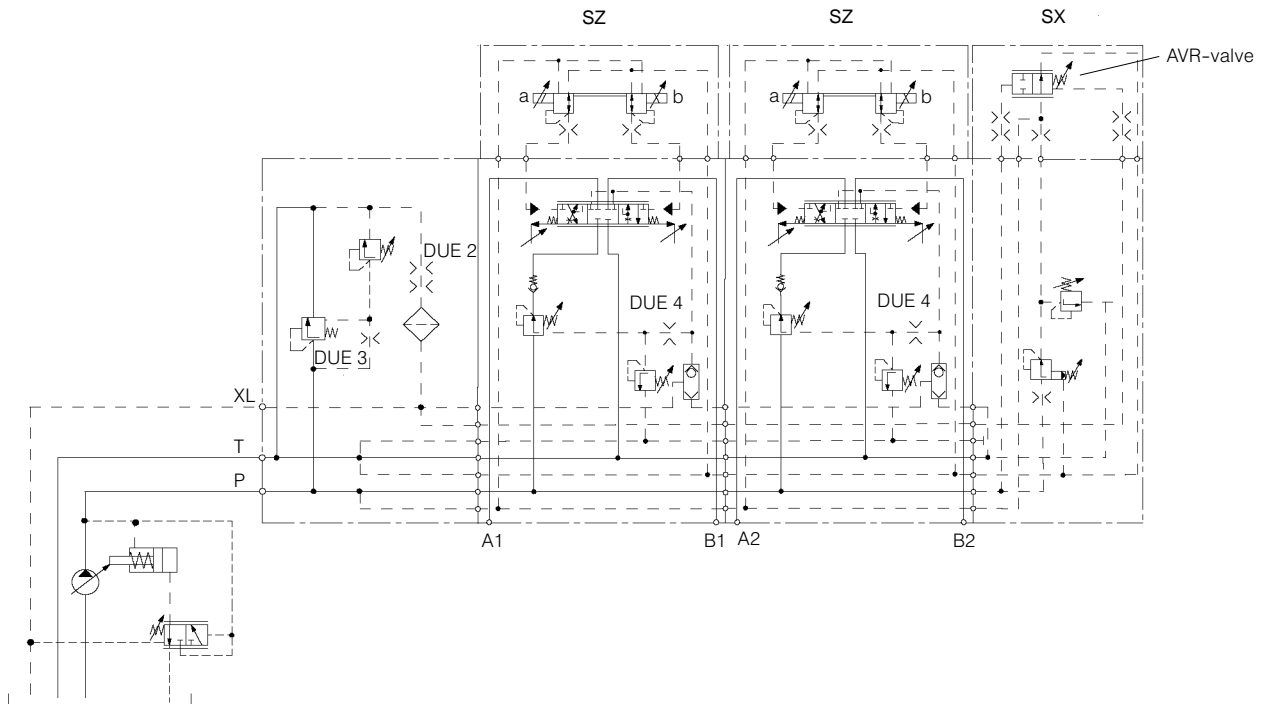 SZ SZ SX
AVR-valve
a b a b
DUE 2
DUE 4 DUE 4
DUE 3
XL
T
P
A1 B1 A2 B2